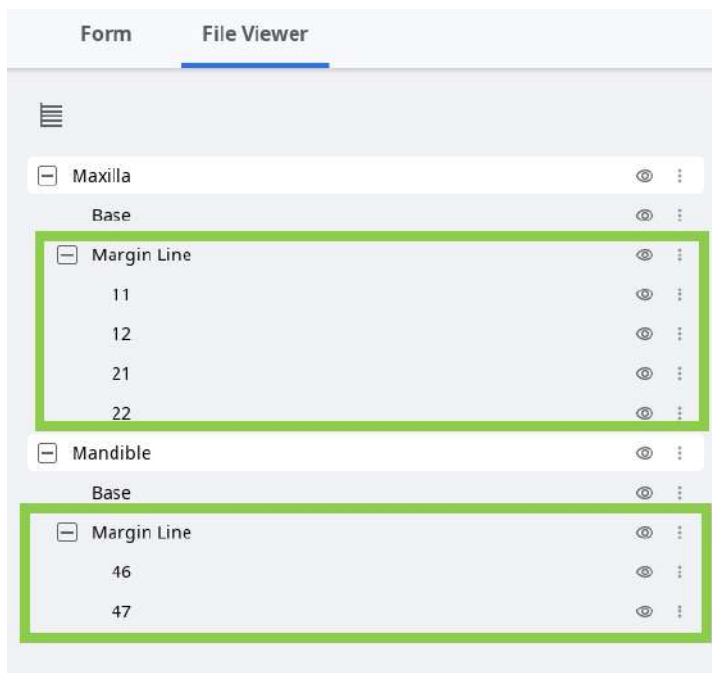 Form File Viewer
Maxilla
Base
Margin Line
11
12
21
22
Mandible
Base
Margin Line
46
47